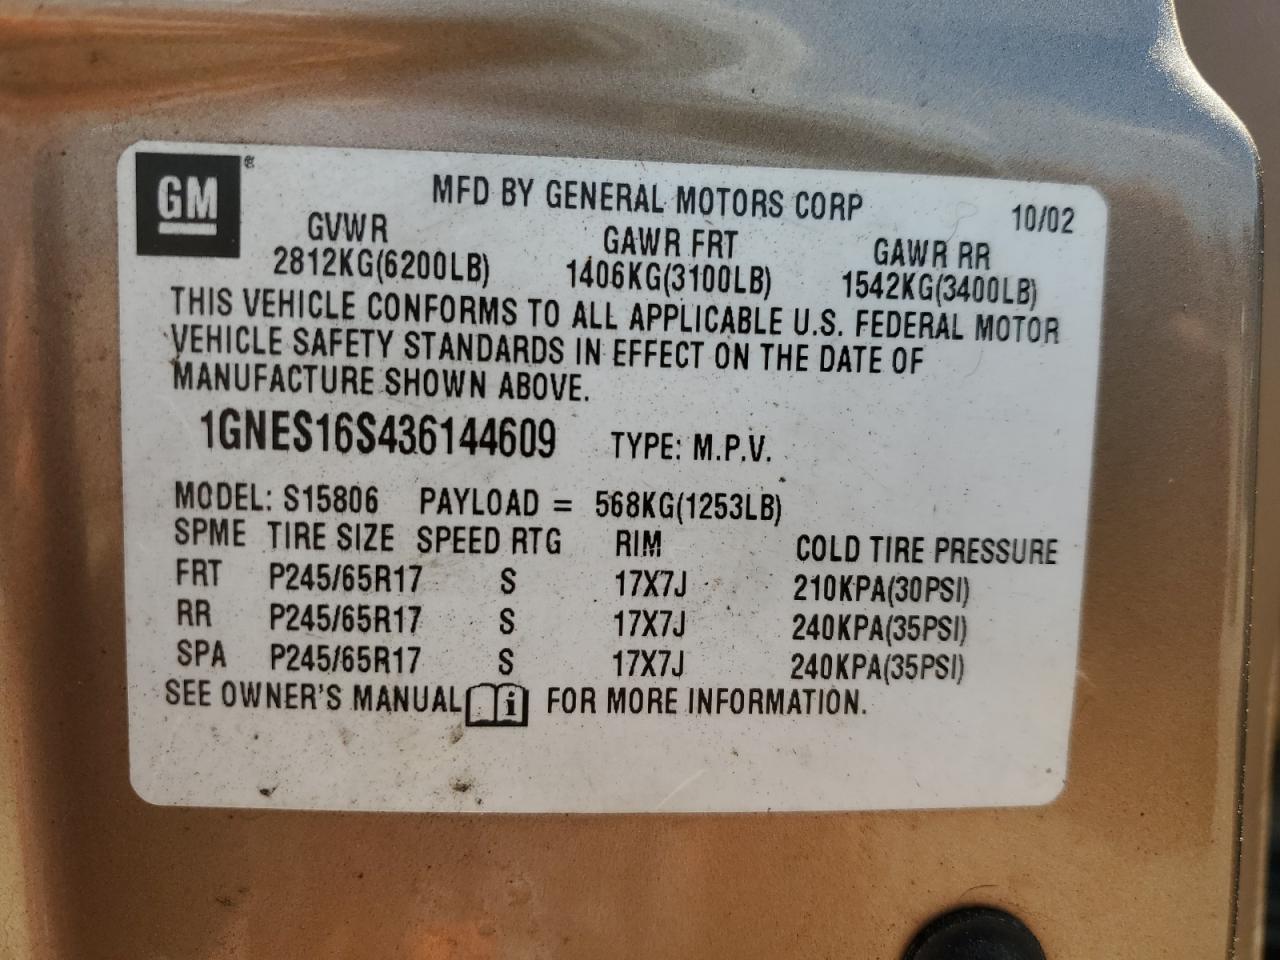 GM ®
MFD BY GENERAL MOTORS CORP 10/02
GVWR GAWR FRT GAWR RR
2812KG(6200LB) 1406KG(3100LB) 1542KG(3400LB)
THIS VEHICLE CONFORMS TO ALL APPLICABLE U.S. FEDERAL MOTOR
VEHICLE SAFETY STANDARDS IN EFFECT ON THE DATE OF
MANUFACTURE SHOWN ABOVE.
1GNES16S436144609 TYPE: M.P.V.
MODEL: S15806 PAYLOAD = 568KG(1253LB)
SPME TIRE SIZE SPEED RTG RIM COLD TIRE PRESSURE
FRT P245/65R17 S 17X7J 210KPA(30PSI)
RR P245/65R17 S 17X7J 240KPA(35PSI)
SPA P245/65R17 S 17X7J 240KPA(35PSI)
SEE OWNER'S MANUAL i FOR MORE INFORMATION.